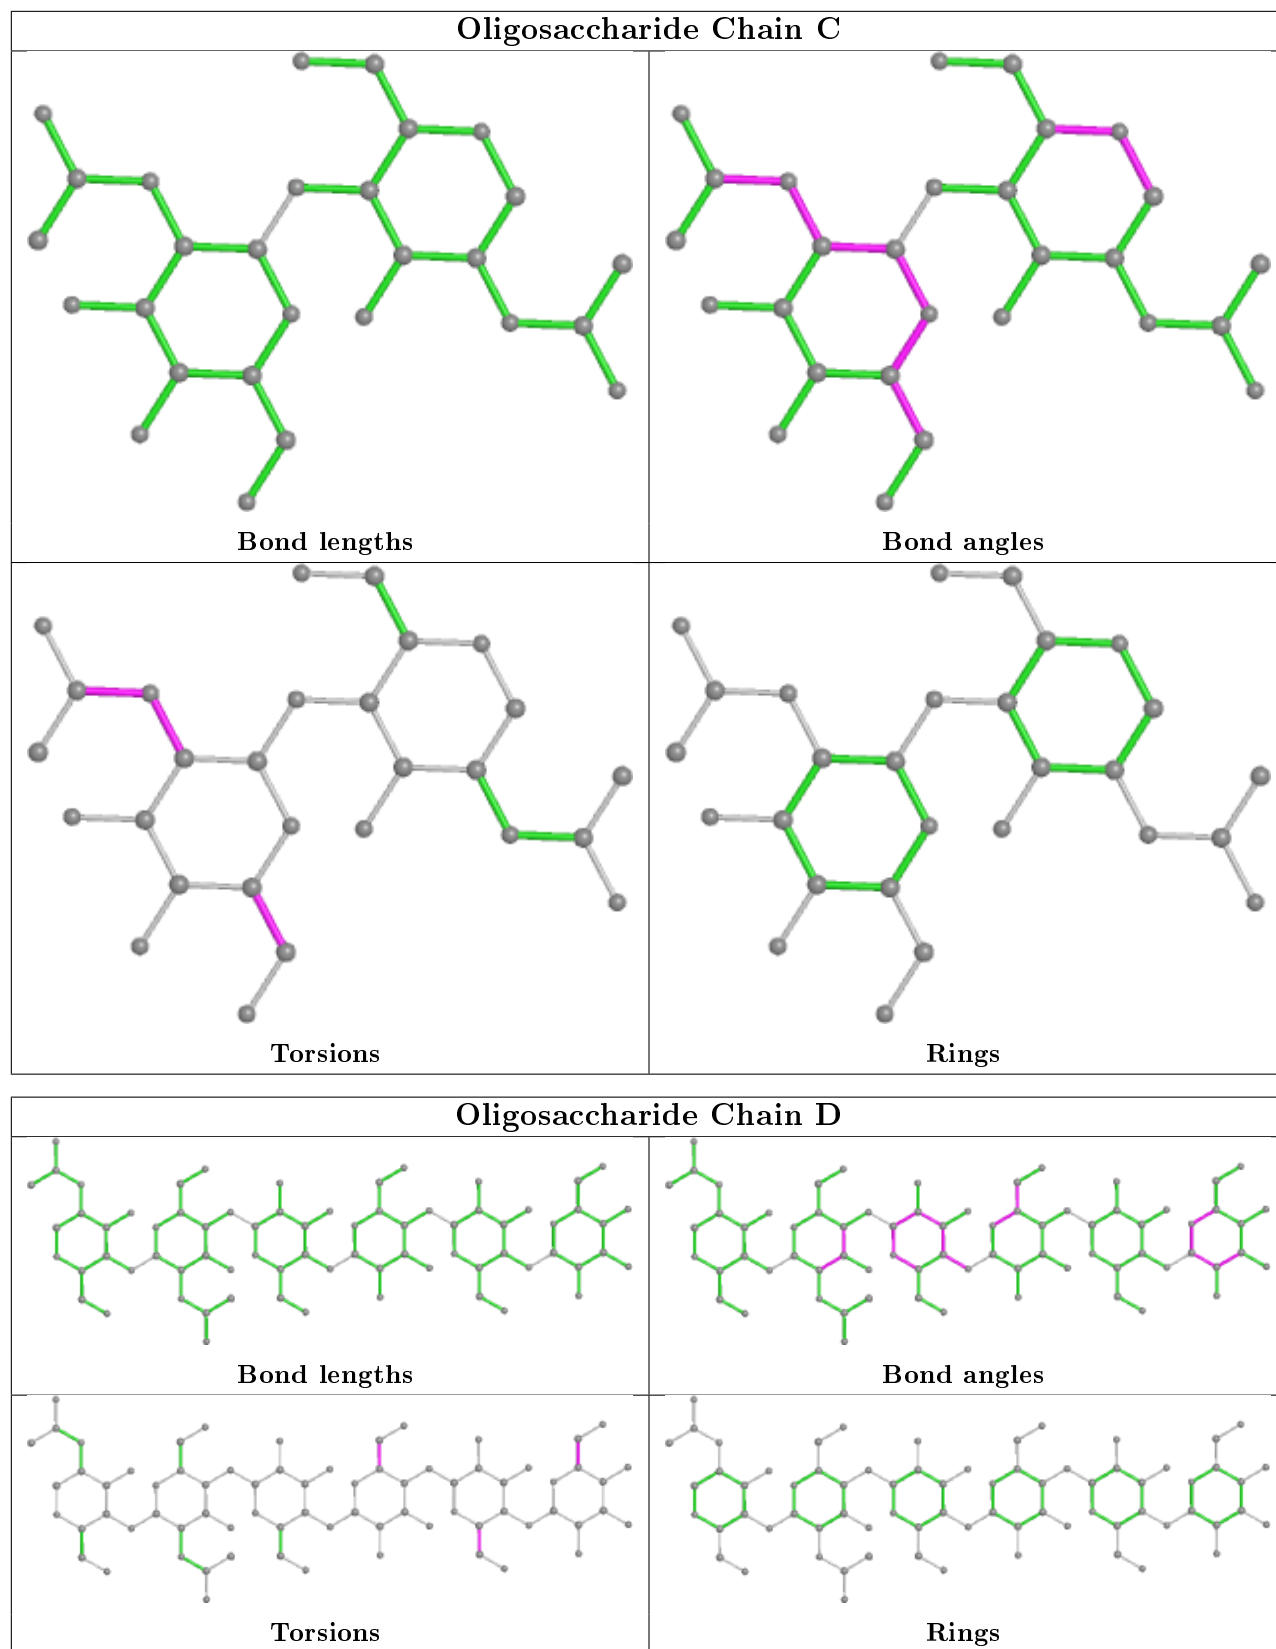 Oligosaccharide Chain C
Bond lengths
Bond angles
Torsions
Rings
Oligosaccharide Chain D
Bond lengths
Bond angles
Torsions
Rings